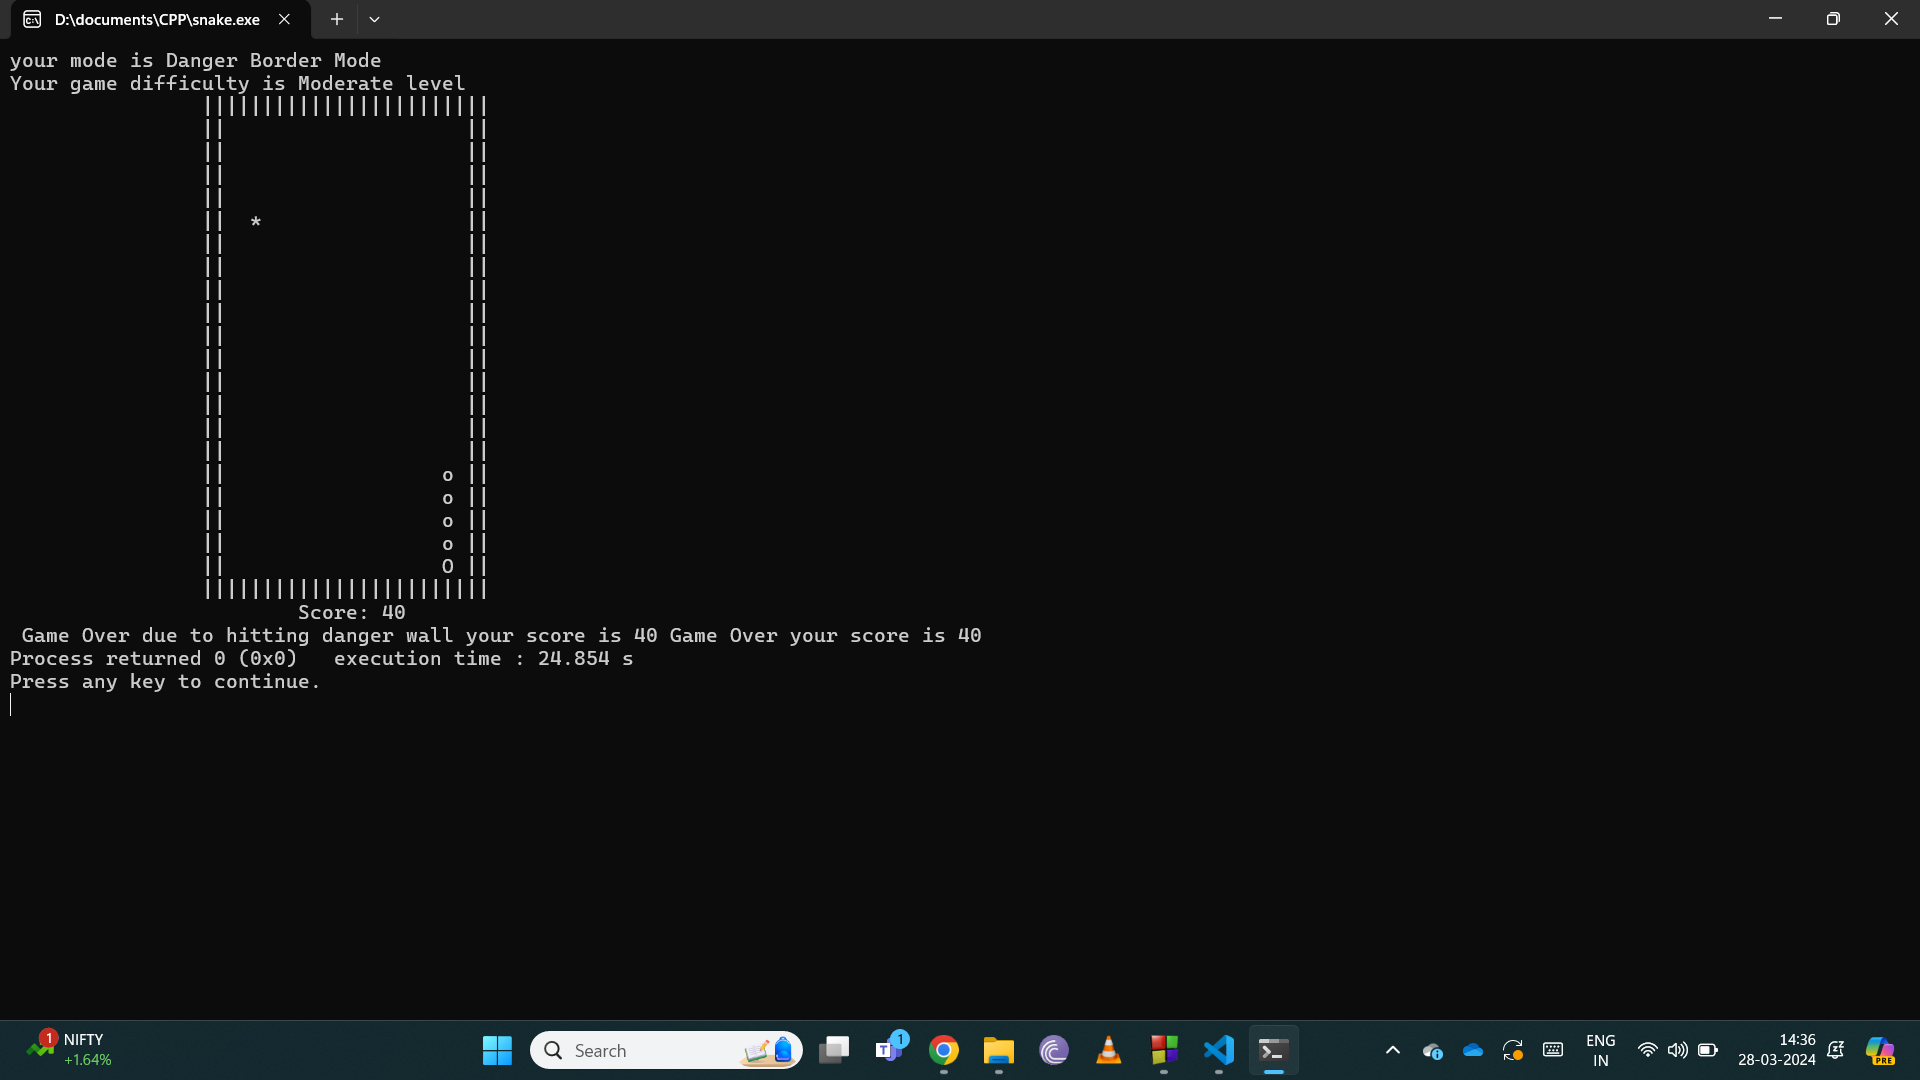 D:\documents\CPP\snake.exe
your mode is Danger Border Mode
Your game difficulty is Moderate level
||||||||||||||||||||||||
|| ||
|| ||
|| ||
|| ||
|| * ||
|| ||
|| ||
|| ||
|| ||
|| ||
|| ||
|| ||
|| ||
|| ||
|| ||
|| o ||
|| o ||
|| o ||
|| o ||
|| O ||
||||||||||||||||||||||||
Score: 40
Game Over due to hitting danger wall your score is 40 Game Over your score is 40
Process returned 0 (0x0)   execution time : 24.854 s
Press any key to continue.
1 NIFTY
+1.64%
Search
T 1
PRE
ENG
IN
14:36
28-03-2024